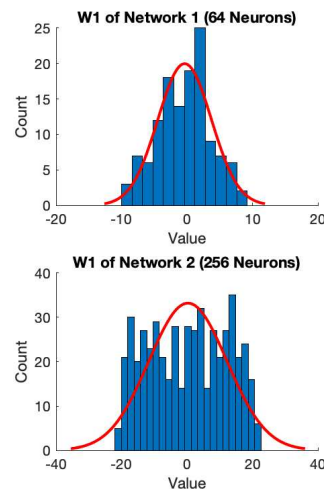 W1 of Network 1 (64 Neurons)
25
20
15
10
5
0
Count
-20 -10 0 10 20
Value
W1 of Network 2 (256 Neurons)
40
30
20
10
0
Count
-40 -20 0 20 40
Value